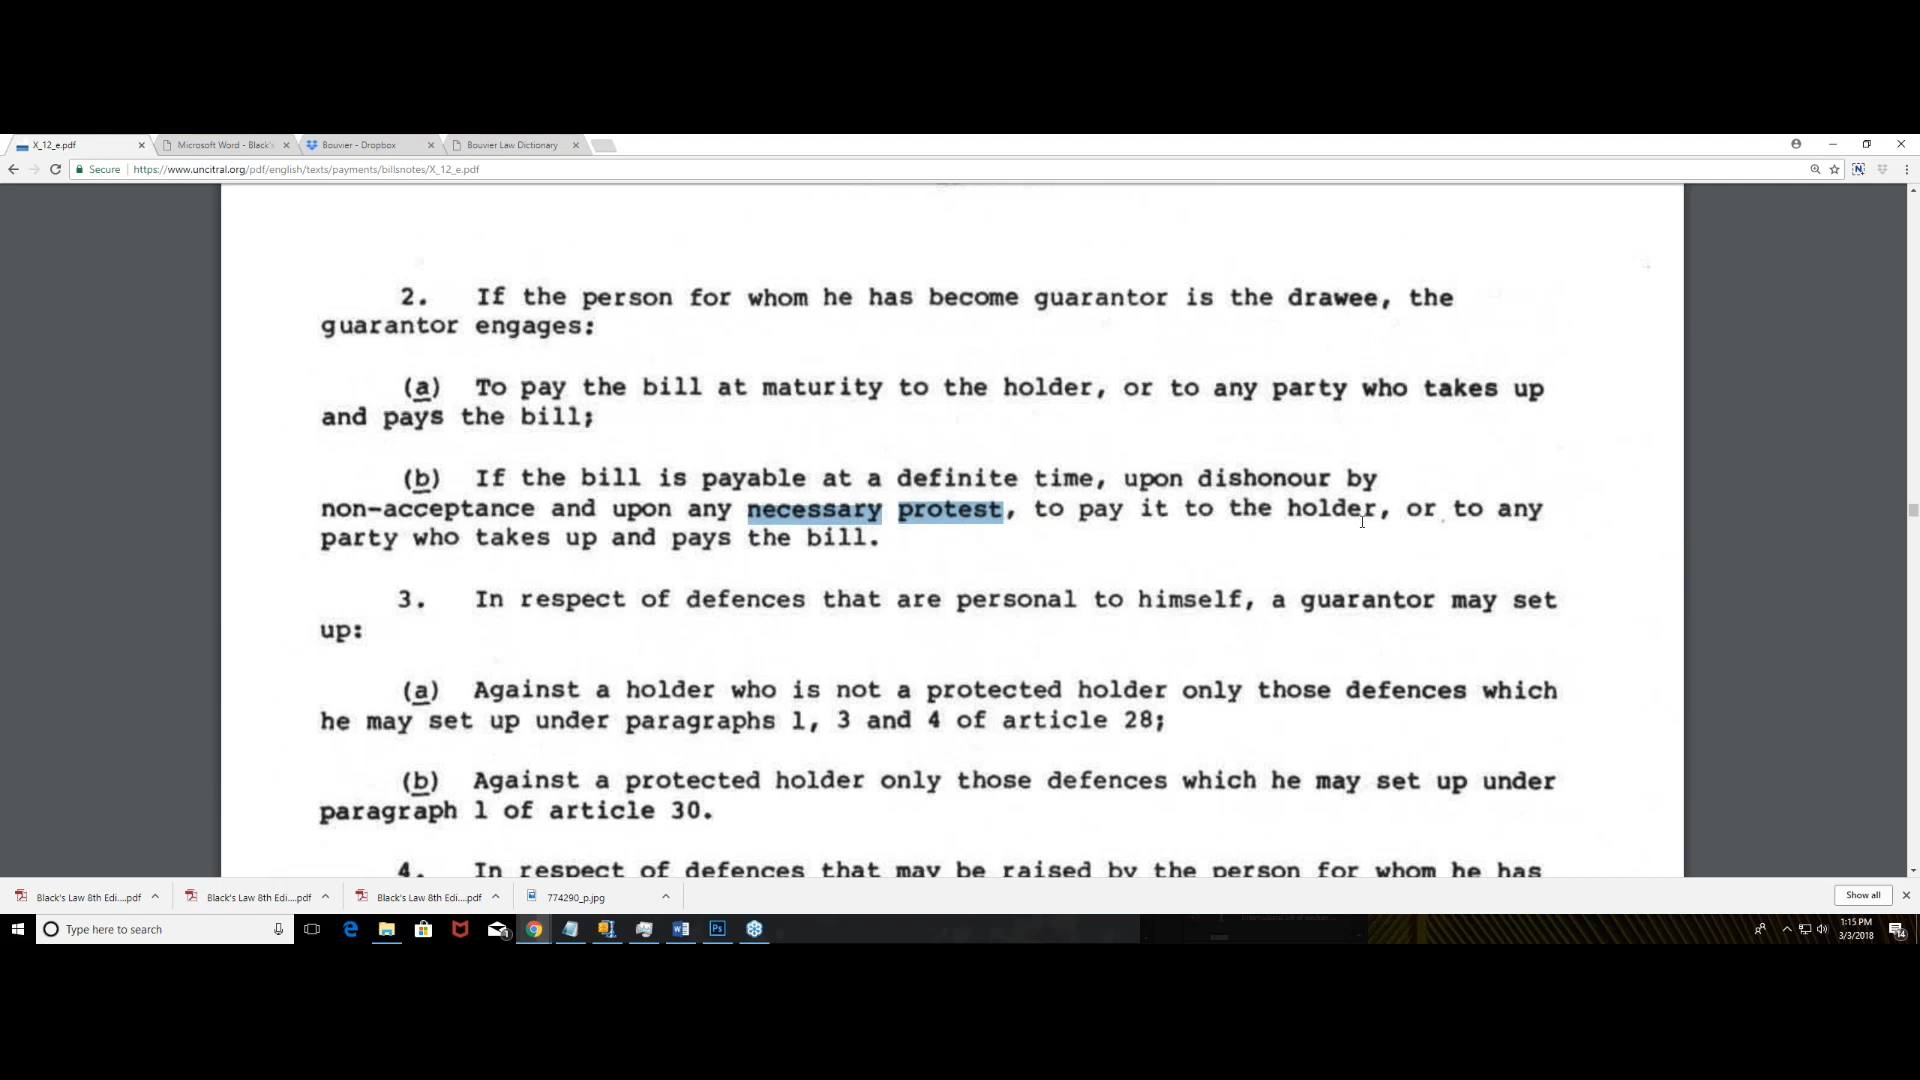 X_12_e.pdf
Microsoft Word - Black's
Bouvier - Dropbox
Bouvier Law Dictionary
Secure
https://www.uncitral.org/pdf/english/texts/payments/billsnotes/X_12_e.pdf
2. If the person for whom he has become guarantor is the drawee, the
guarantor engages:
(a) To pay the bill at maturity to the holder, or to any party who takes up
and pays the bill;
(b) If the bill is payable at a definite time, upon dishonour by
non-acceptance and upon any necessary protest, to pay it to the holder, or to any
party who takes up and pays the bill.
3. In respect of defences that are personal to himself, a guarantor may set
up:
(a) Against a holder who is not a protected holder only those defences which
he may set up under paragraphs 1, 3 and 4 of article 28;
(b) Against a protected holder only those defences which he may set up under
paragraph 1 of article 30.
4. In respect of defences that may be raised by the person for whom he has
Black's Law 8th Edi....pdf
Black's Law 8th Edi....pdf
Black's Law 8th Edi....pdf
774290_p.jpg
Show all
Type here to search
1:15 PM
3/3/2018